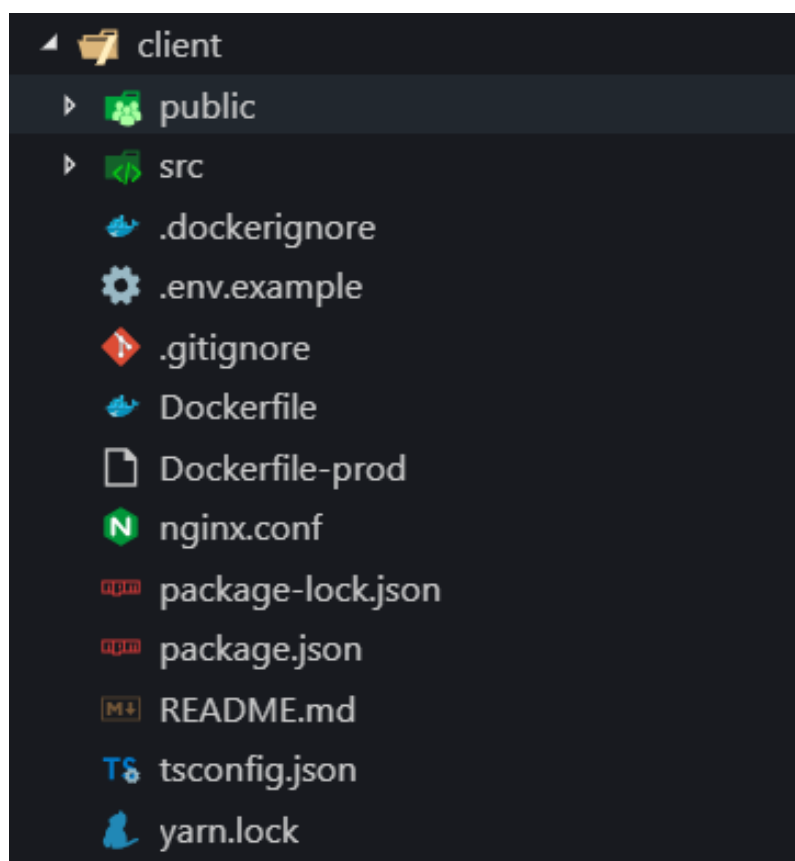 client
public
src
.dockerignore
.env.example
.gitignore
Dockerfile
Dockerfile-prod
nginx.conf
package-lock.json
package.json
README.md
tsconfig.json
yarn.lock